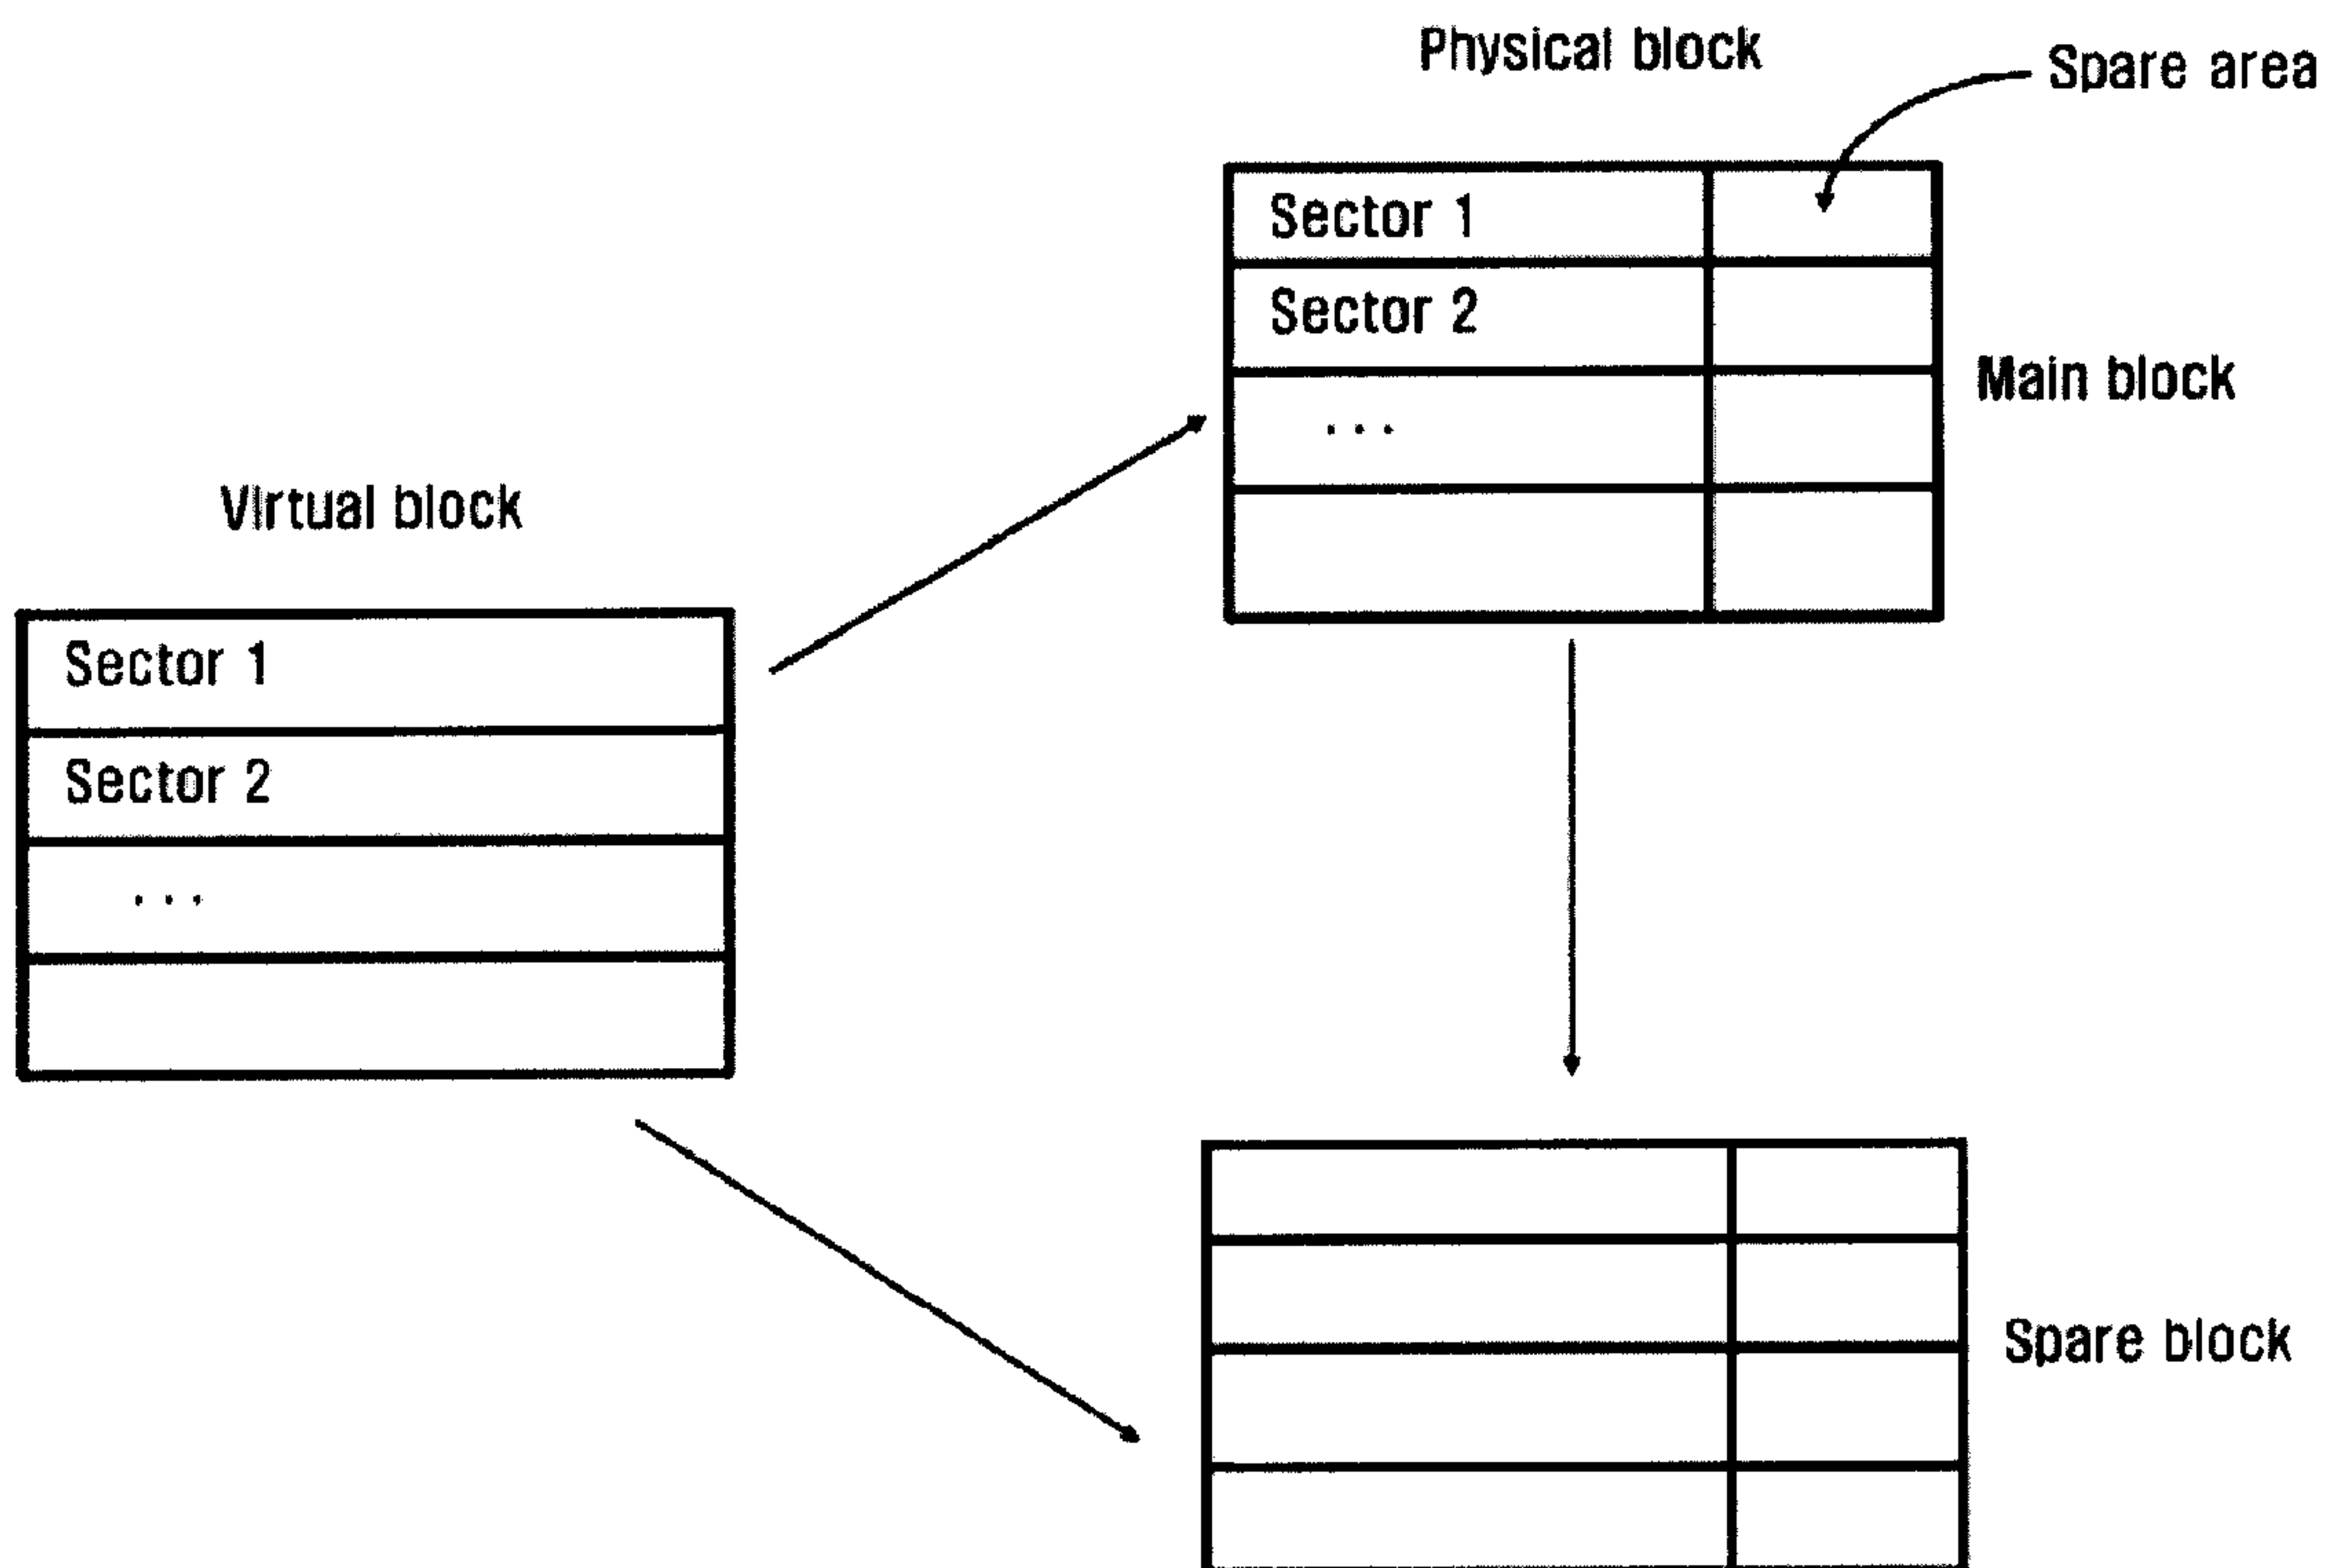 Physical block
Spare area
Sector 1
Sector 2
...
Main block
Virtual block
Sector 1
Sector 2
...
Spare block